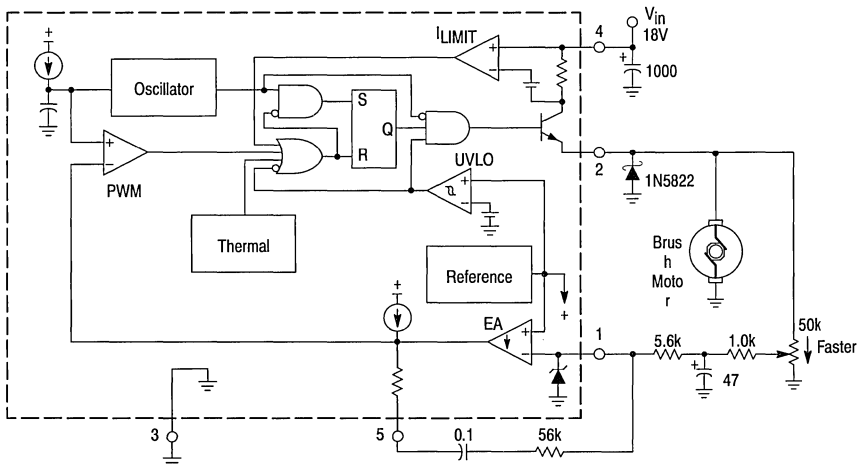 +
I LIMIT
4
Vin
18V
+
–
+
1000
Oscillator
S
Q
R
+
–
PWM
UVLO
+
–
2
1N5822
Thermal
Reference
+
Brus
h
Moto
r
+
EA
+
–
1
5.6k
1.0k
50k
Faster
+
47
3
5
0.1
56k